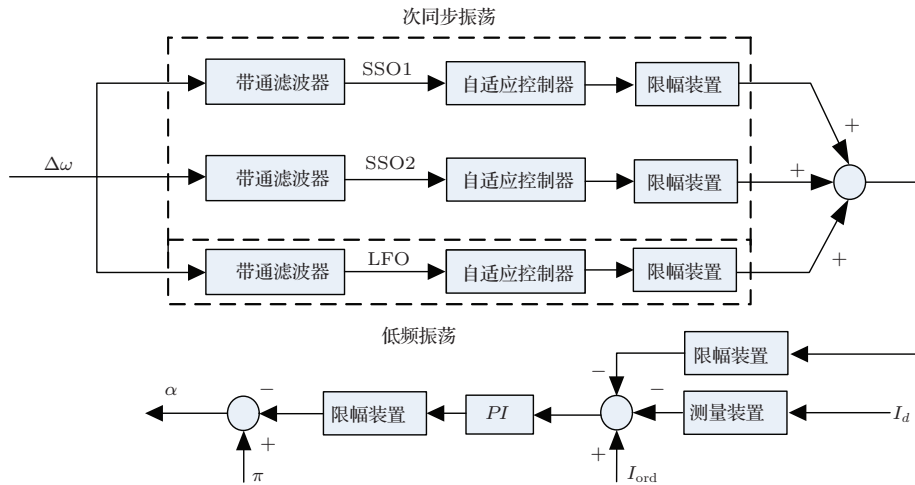 次同步振荡
带通滤波器 SSO1 自适应控制器 限幅装置
+
Δω
带通滤波器 SSO2 自适应控制器 限幅装置 +
带通滤波器 LFO 自适应控制器 限幅装置 +
低频振荡
限幅装置
α − 限幅装置 PI − − 测量装置 I_d
+ +
π I_ord